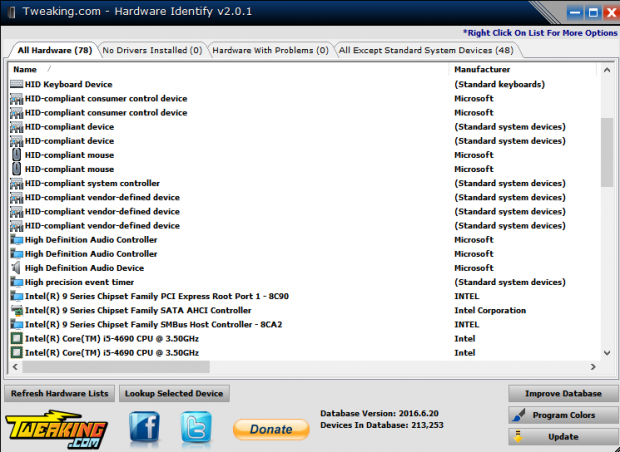 Tweaking.com - Hardware Identify v2.0.1
*Right Click On List For More Options
All Hardware (78) No Drivers Installed (0) Hardware With Problems (0) All Except Standard System Devices (48)
Name / Manufacturer
HID Keyboard Device (Standard keyboards)
HID-compliant consumer control device Microsoft
HID-compliant consumer control device Microsoft
HID-compliant device (Standard system devices)
HID-compliant device (Standard system devices)
HID-compliant mouse Microsoft
HID-compliant mouse Microsoft
HID-compliant system controller (Standard system devices)
HID-compliant vendor-defined device (Standard system devices)
HID-compliant vendor-defined device (Standard system devices)
HID-compliant vendor-defined device (Standard system devices)
High Definition Audio Controller Microsoft
High Definition Audio Controller Microsoft
High Definition Audio Device Microsoft
High precision event timer (Standard system devices)
Intel(R) 9 Series Chipset Family PCI Express Root Port 1 - 8C90 INTEL
Intel(R) 9 Series Chipset Family SATA AHCI Controller Intel Corporation
Intel(R) 9 Series Chipset Family SMBus Host Controller - 8CA2 INTEL
Intel(R) Core(TM) i5-4690 CPU @ 3.50GHz Intel
Intel(R) Core(TM) i5-4690 CPU @ 3.50GHz Intel
Refresh Hardware Lists Lookup Selected Device Improve Database
TWEAKING .COM f t Donate
Database Version: 2016.6.20
Devices In Database: 213,253
Program Colors
Update